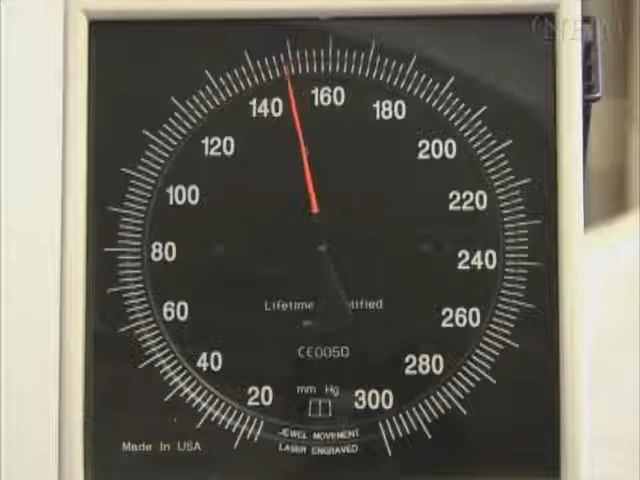 140
160
180
120
200
100
220
80
240
60
260
Lifetime
40
CE0050
280
20
mm Hg
300
JEWEL MOVEMENT
LASER ENGRAVED
Made In USA